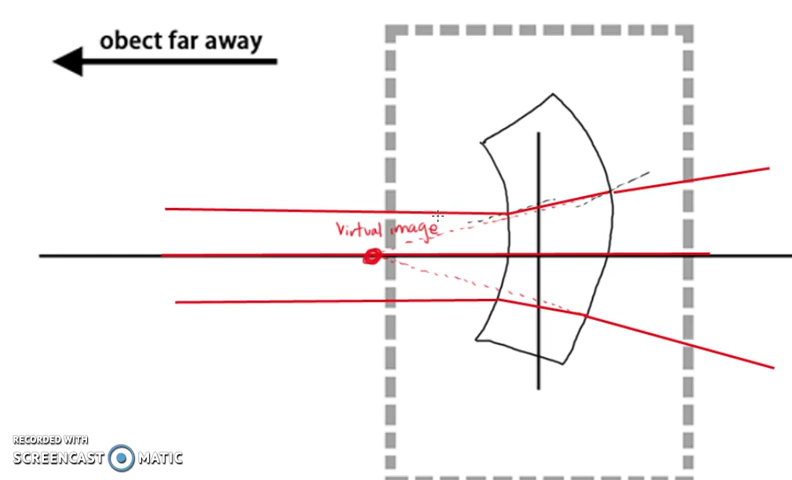 obect far away
Virtual image
RECORDED WITH
SCREENCAST MATIC